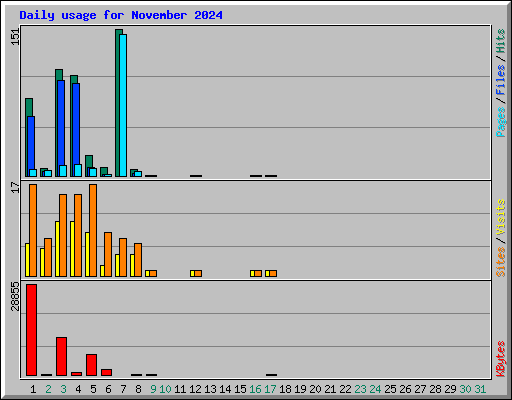 Daily usage for November 2024
151
Pages / Files / Hits
17
Sites / Visits
28855
KBytes
1 2 3 4 5 6 7 8 9 10 11 12 13 14 15 16 17 18 19 20 21 22 23 24 25 26 27 28 29 30 31